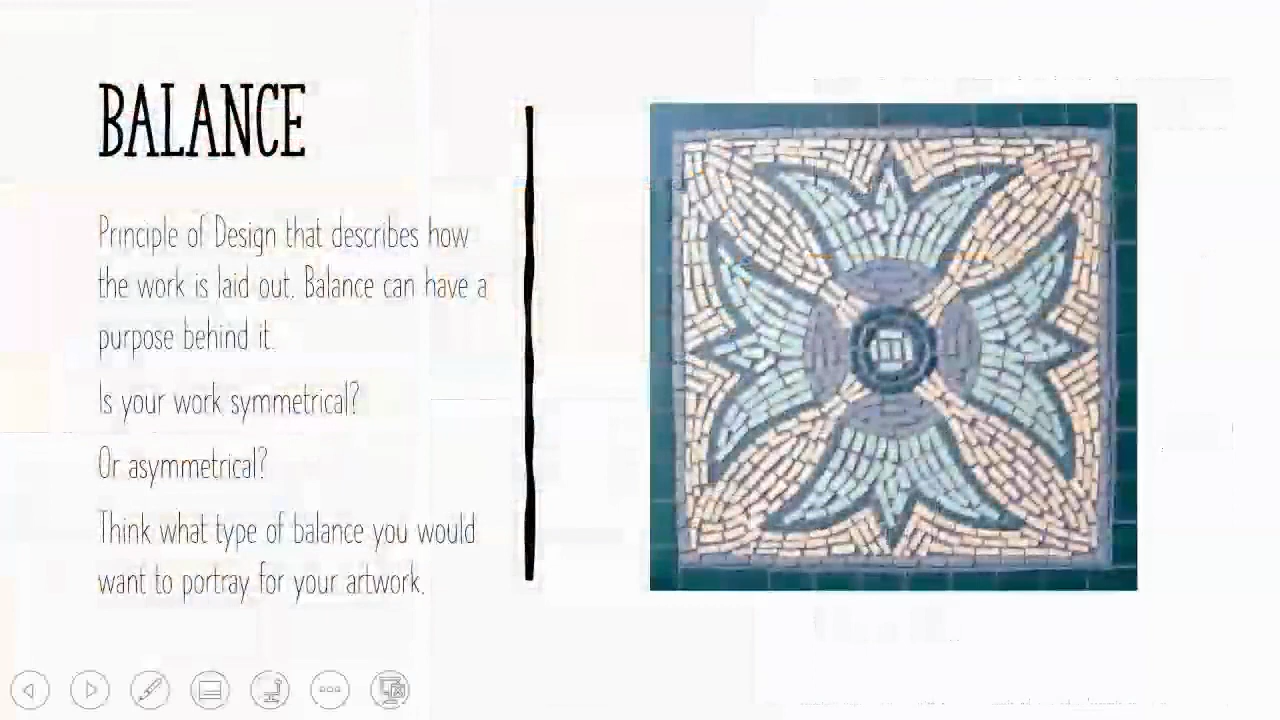 BALANCE
Principle of Design that describes how
the work is laid out. Balance can have a
purpose behind it.
Is your work symmetrical?
Or asymmetrical?
Think what type of balance you would
want to portray for your artwork.